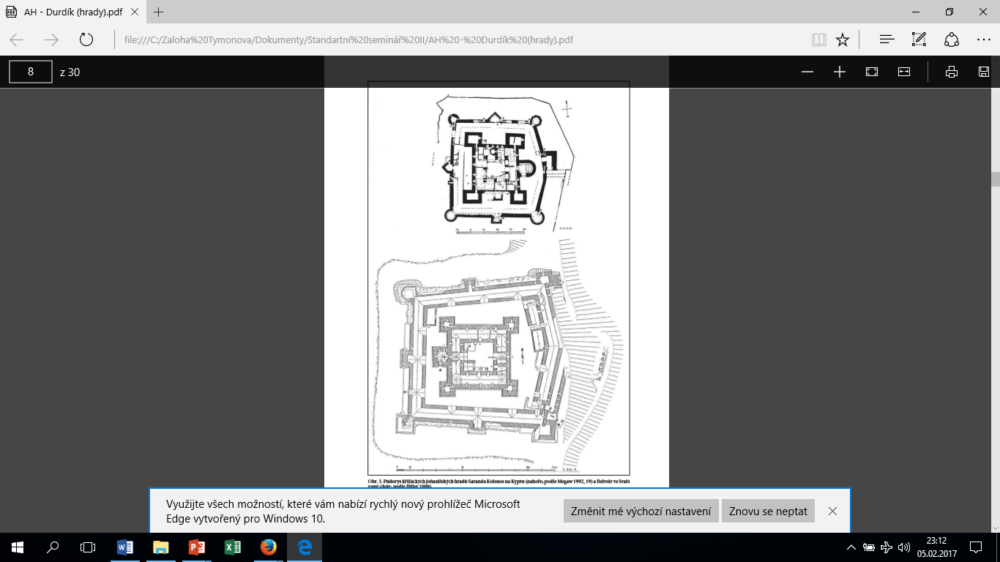 AH - Durdík (hrady).pdf
file:///C:/Zaloha%20Tymonova/Dokumenty/Standartní%20seminář%20II/AH%20-%20Durdík%20(hrady).pdf
8 z 30
N
Obr. 3. Půdorys křižáckých johanitských hradů Saranda Kolones na Kypru (nahoře; podle Megaw 1992, 19) a Belvoir ve Svaté
zemi (dole; podle Biller 1998)
Využijte všech možností, které vám nabízí rychlý nový prohlížeč Microsoft
Edge vytvořený pro Windows 10.
Změnit mé výchozí nastavení
Znovu se neptat
23:12
05.02.2017